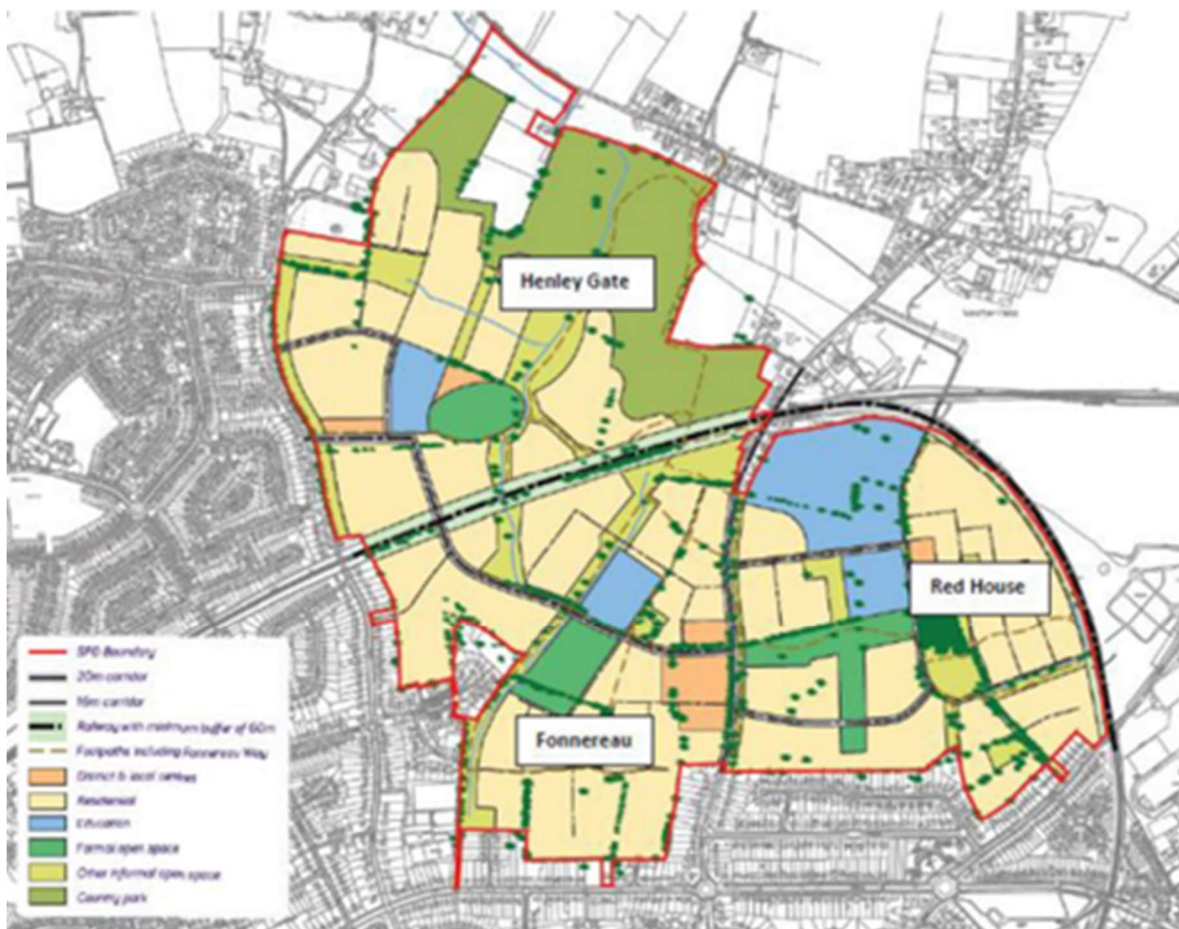 Henley Gate
Red House
Fonnereau
SPD Boundary
20m corridor
16m corridor
Railway with minimum buffer of 60m
Footpaths including Fonnereau Way
District & local centres
Residential
Education
Formal open space
Other informal open space
Country park